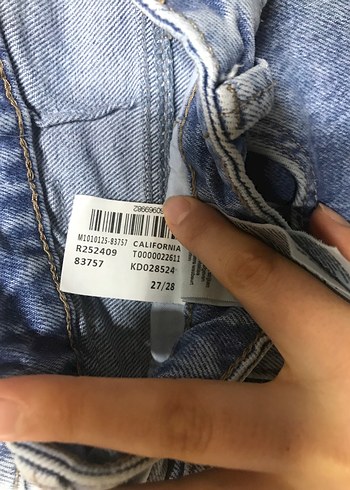 M1010125-83757 CALIFORNIA
R252409 T0000022611
83757 KD028524
27/28